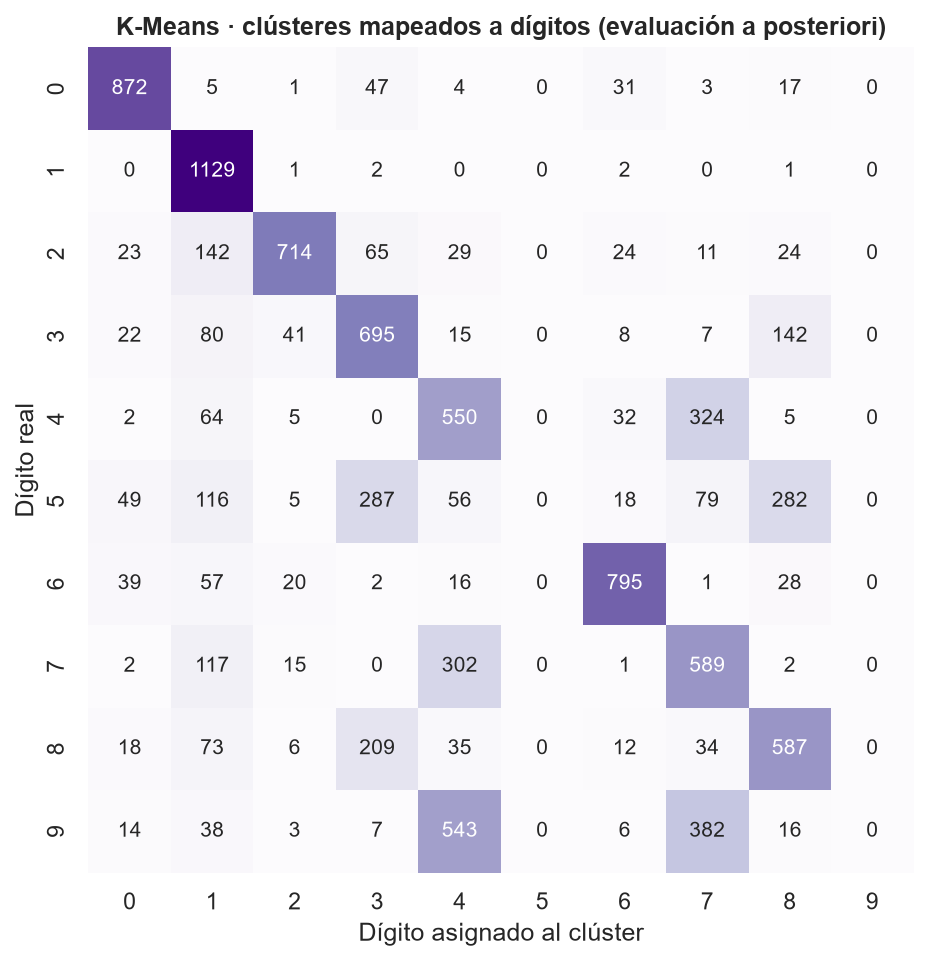 K-Means · clústeres mapeados a dígitos (evaluación a posteriori)
Dígito real
0 872 5 1 47 4 0 31 3 17 0
1 0 1129 1 2 0 0 2 0 1 0
2 23 142 714 65 29 0 24 11 24 0
3 22 80 41 695 15 0 8 7 142 0
4 2 64 5 0 550 0 32 324 5 0
5 49 116 5 287 56 0 18 79 282 0
6 39 57 20 2 16 0 795 1 28 0
7 2 117 15 0 302 0 1 589 2 0
8 18 73 6 209 35 0 12 34 587 0
9 14 38 3 7 543 0 6 382 16 0
0 1 2 3 4 5 6 7 8 9
Dígito asignado al clúster